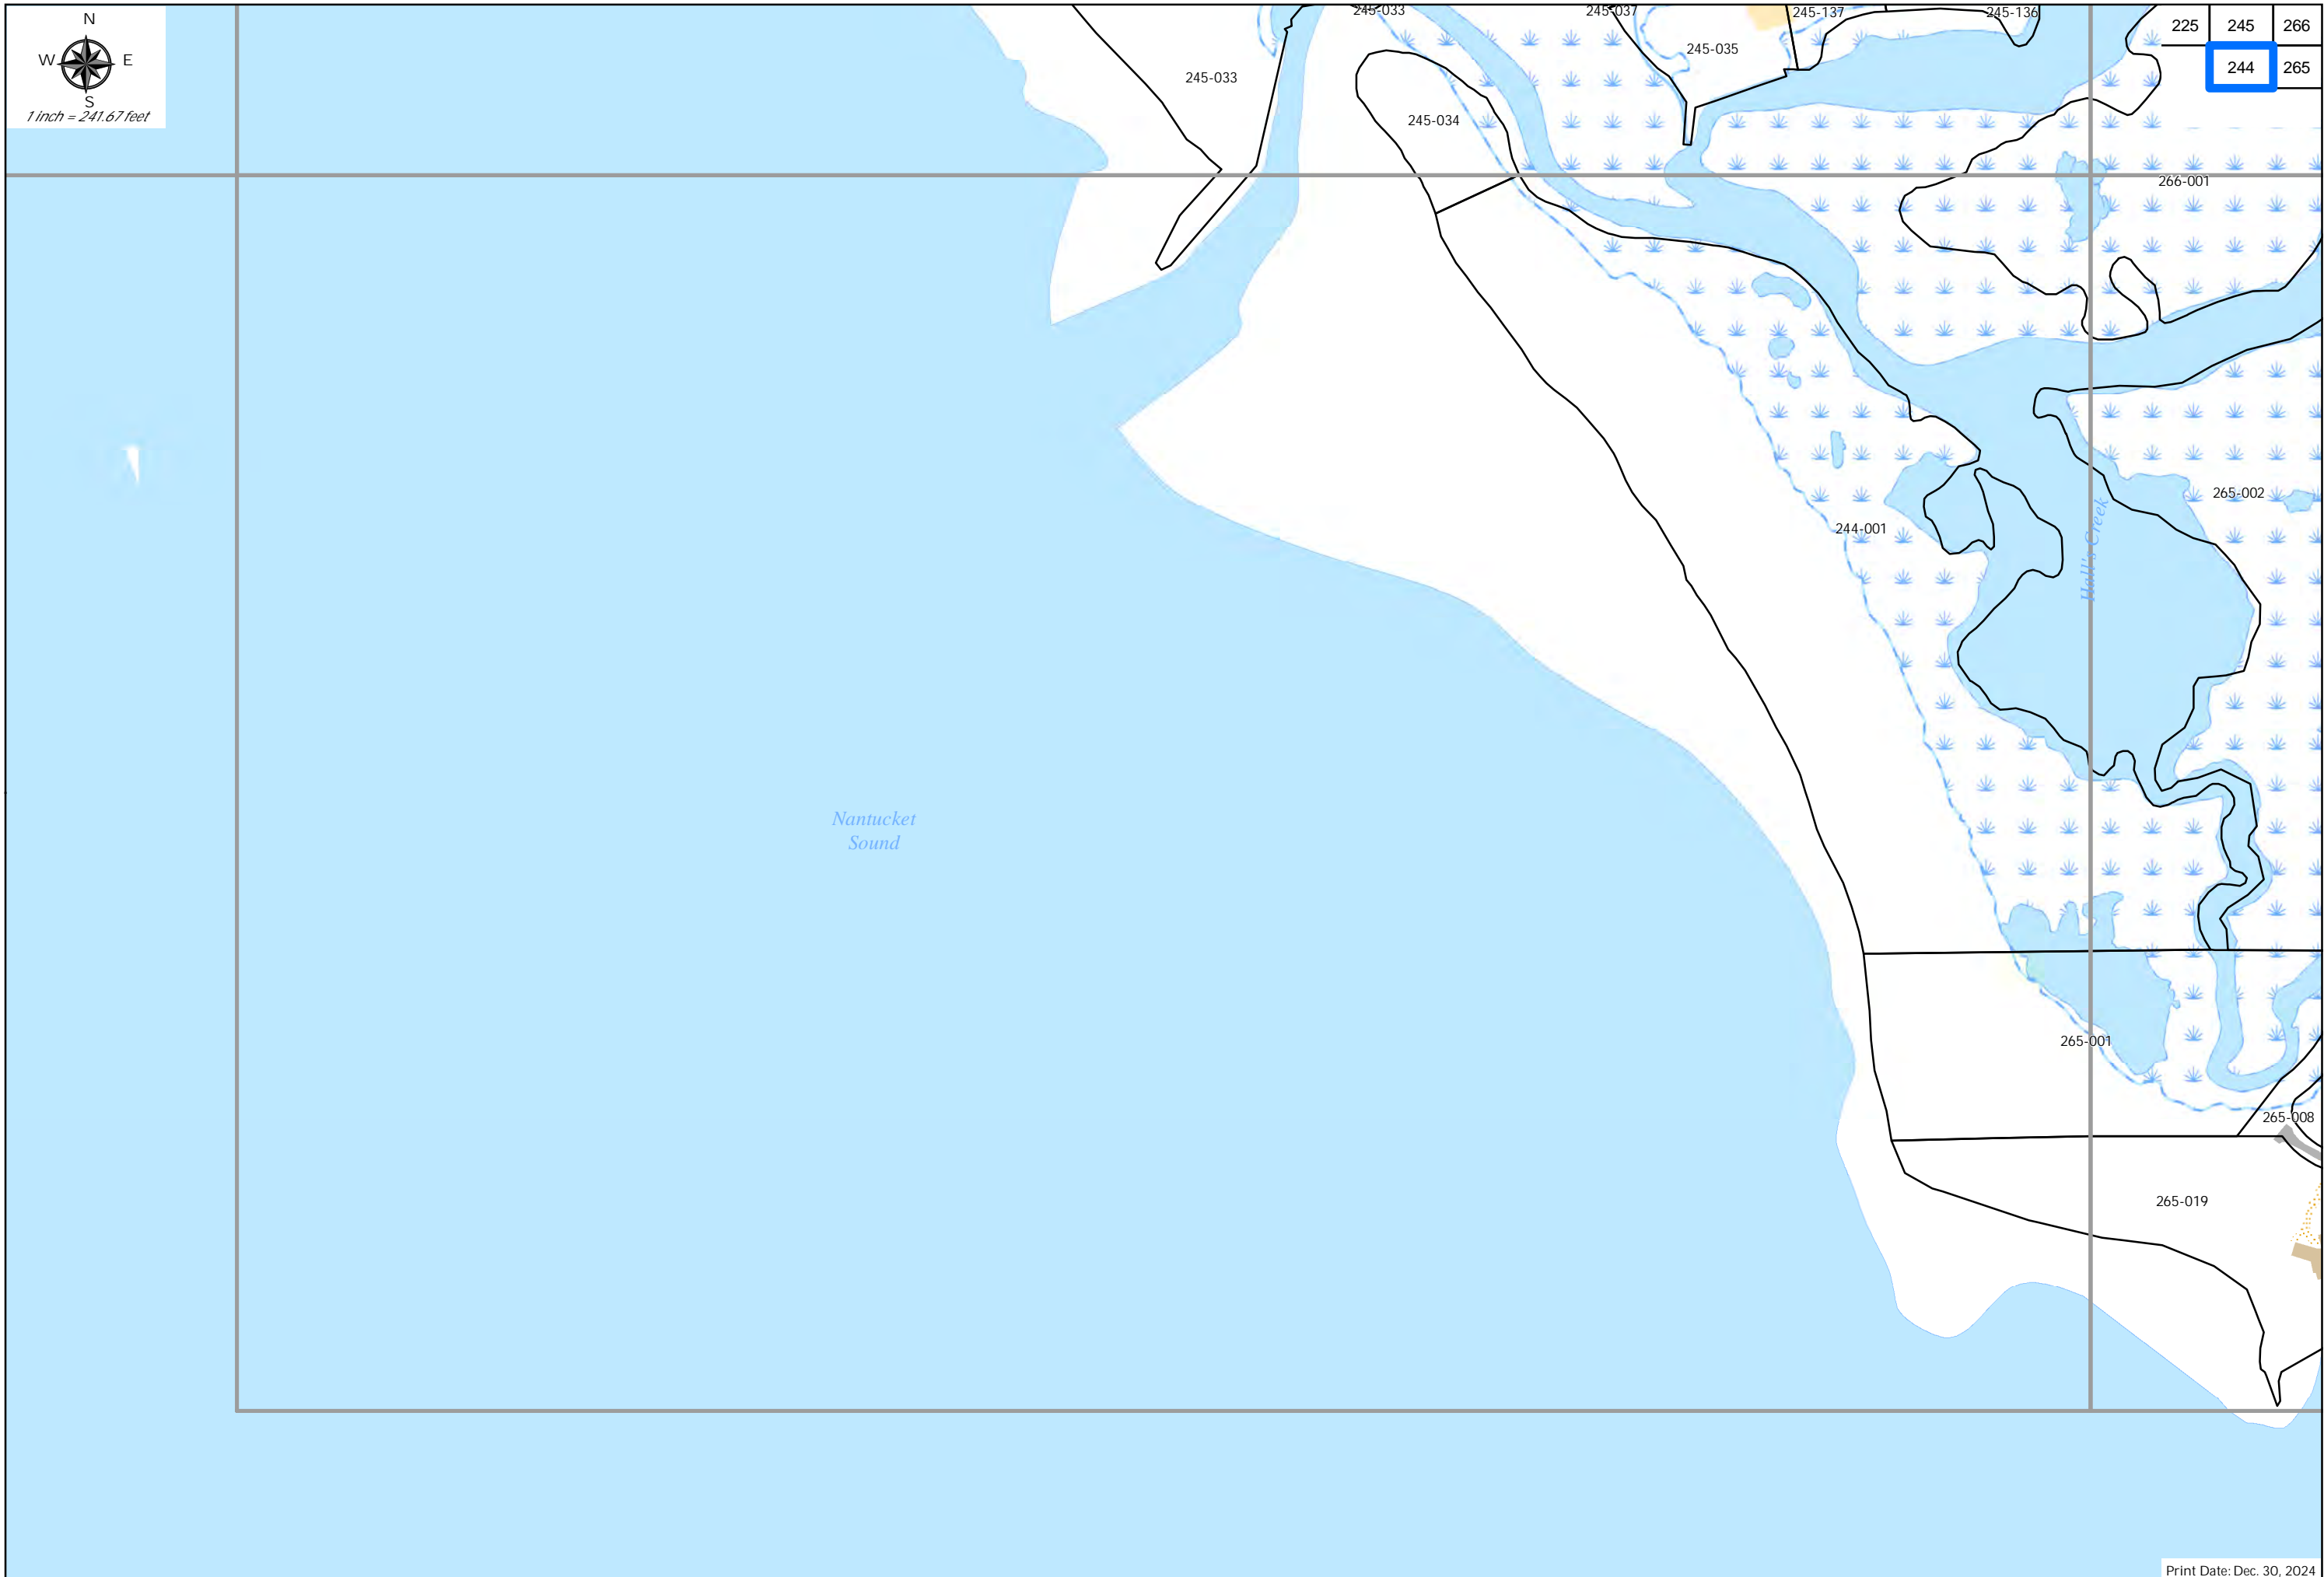 N
W E
S
1 inch = 241.67 feet
245-033
245-037
245-137
245-136
225 245 266
244 265
245-033
245-034
245-035
266-001
265-002
244-001
Hall's Creek
Nantucket
Sound
265-001
265-008
265-019
Print Date: Dec. 30, 2024